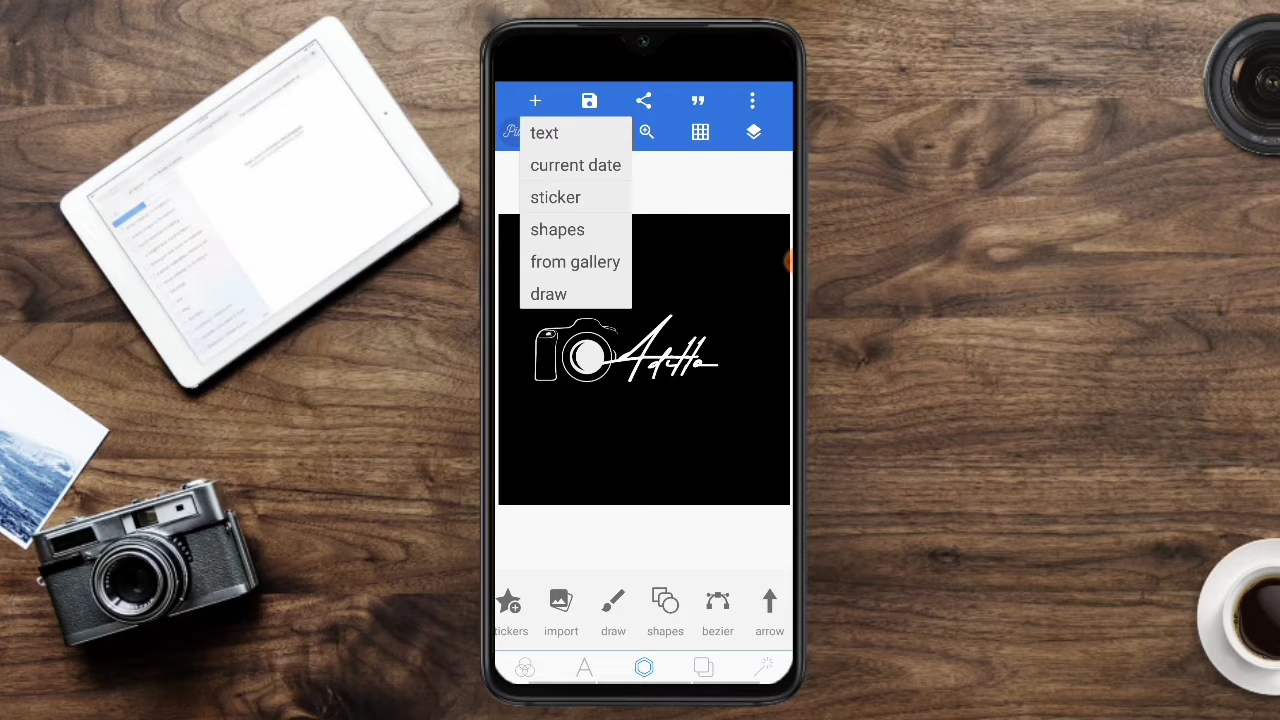 text
current date
sticker
shapes
from gallery
draw
tickers
import
draw
shapes
bezier
arrow